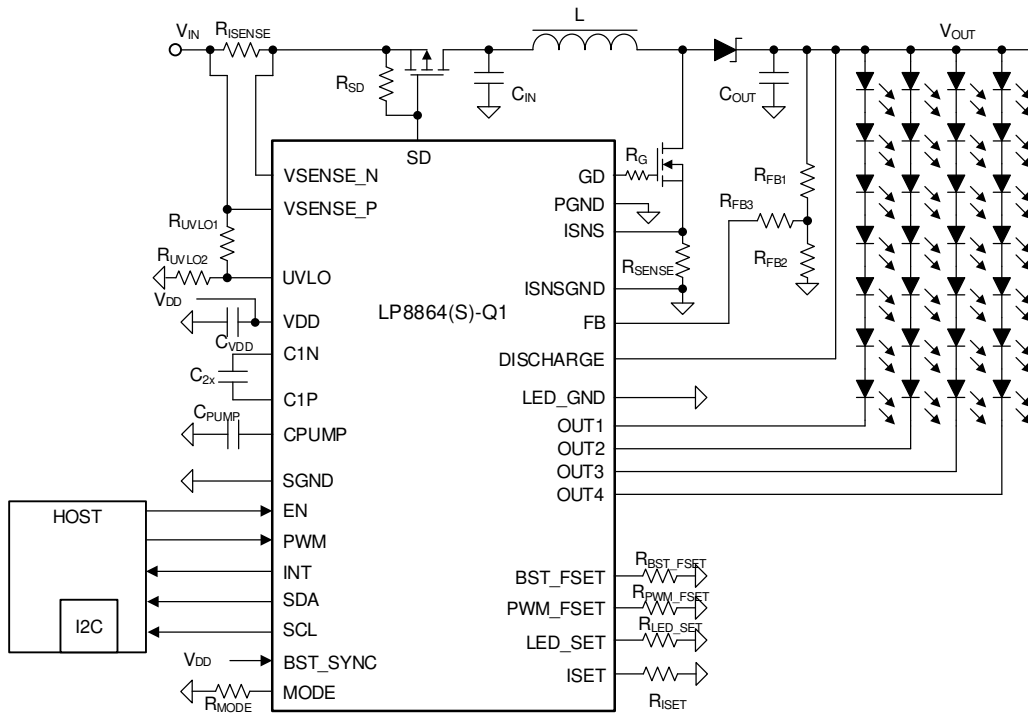 VIN
RISENSE
L
VOUT
RSD
CIN
COUT
SD
VSENSE_N
VSENSE_P
RUVLO1
RUVLO2
UVLO
VDD
VDD
CVDD
C1N
C2x
C1P
CPUMP
CPUMP
SGND
HOST
EN
PWM
INT
SDA
I2C
SCL
VDD
BST_SYNC
MODE
RMODE
LP8864(S)-Q1
GD
RG
PGND
ISNS
RSENSE
ISNSGND
FB
RFB1
RFB3
RFB2
DISCHARGE
LED_GND
OUT1
OUT2
OUT3
OUT4
BST_FSET
RBST_FSET
PWM_FSET
RPWM_FSET
LED_SET
RLED_SET
ISET
RISET